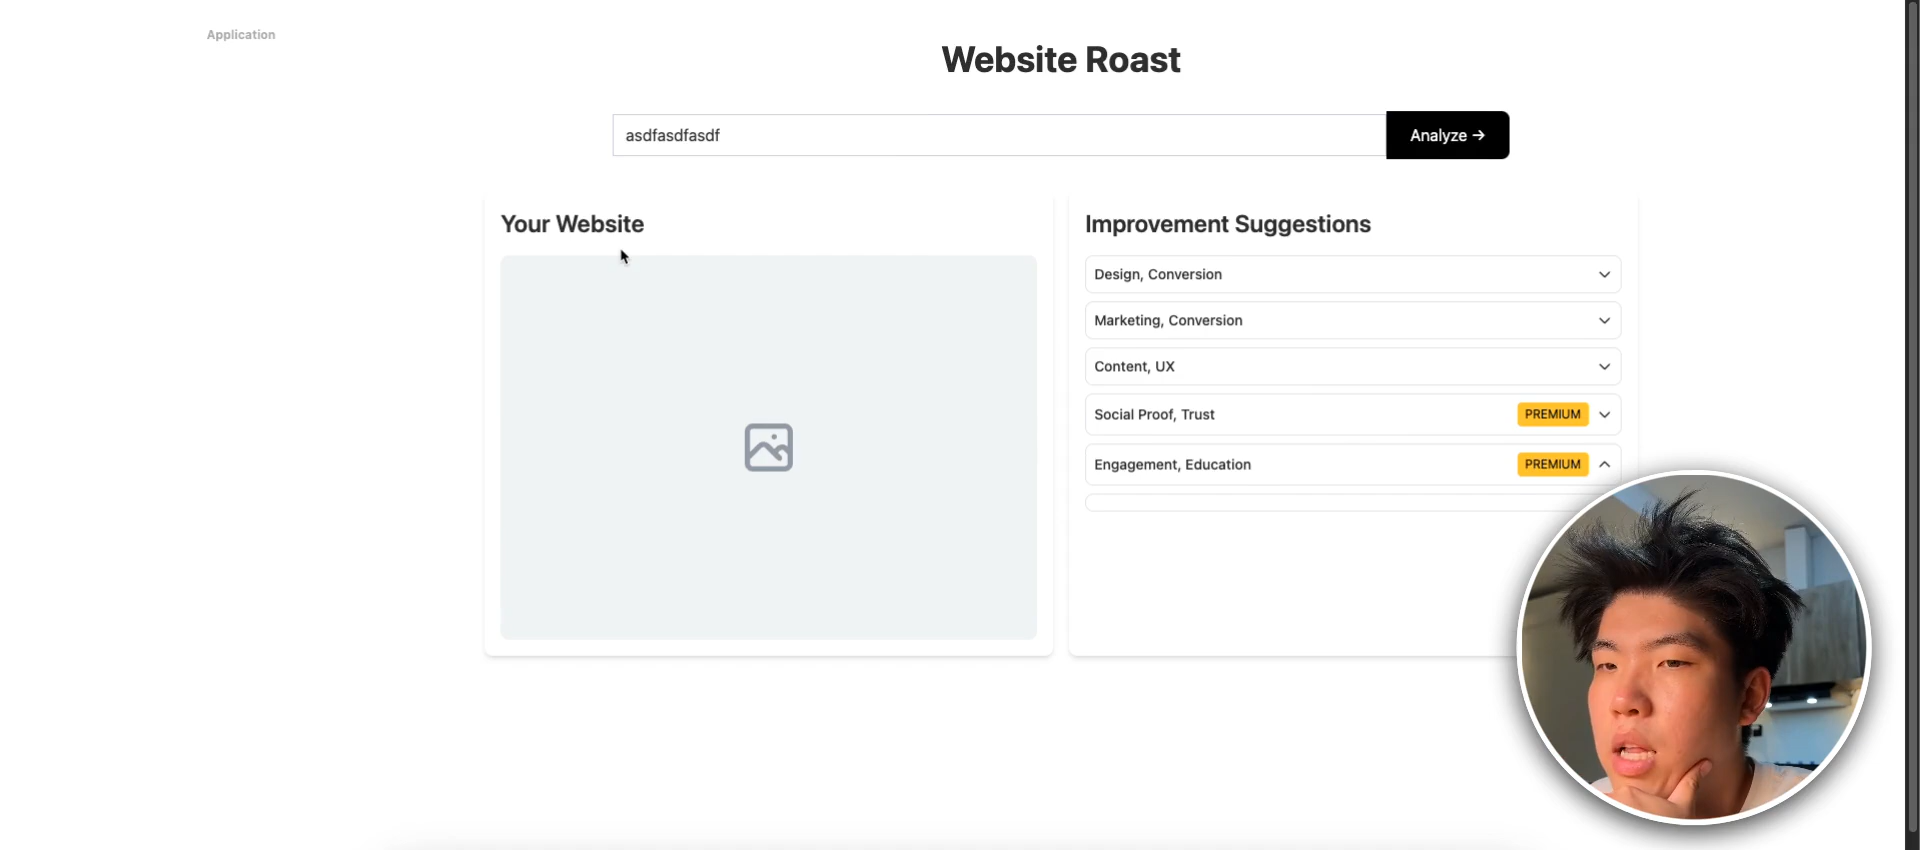 Application
Website Roast
asdfasdfasdf
Analyze →
Your Website
Improvement Suggestions
Design, Conversion
Marketing, Conversion
Content, UX
Social Proof, Trust
PREMIUM
Engagement, Education
PREMIUM